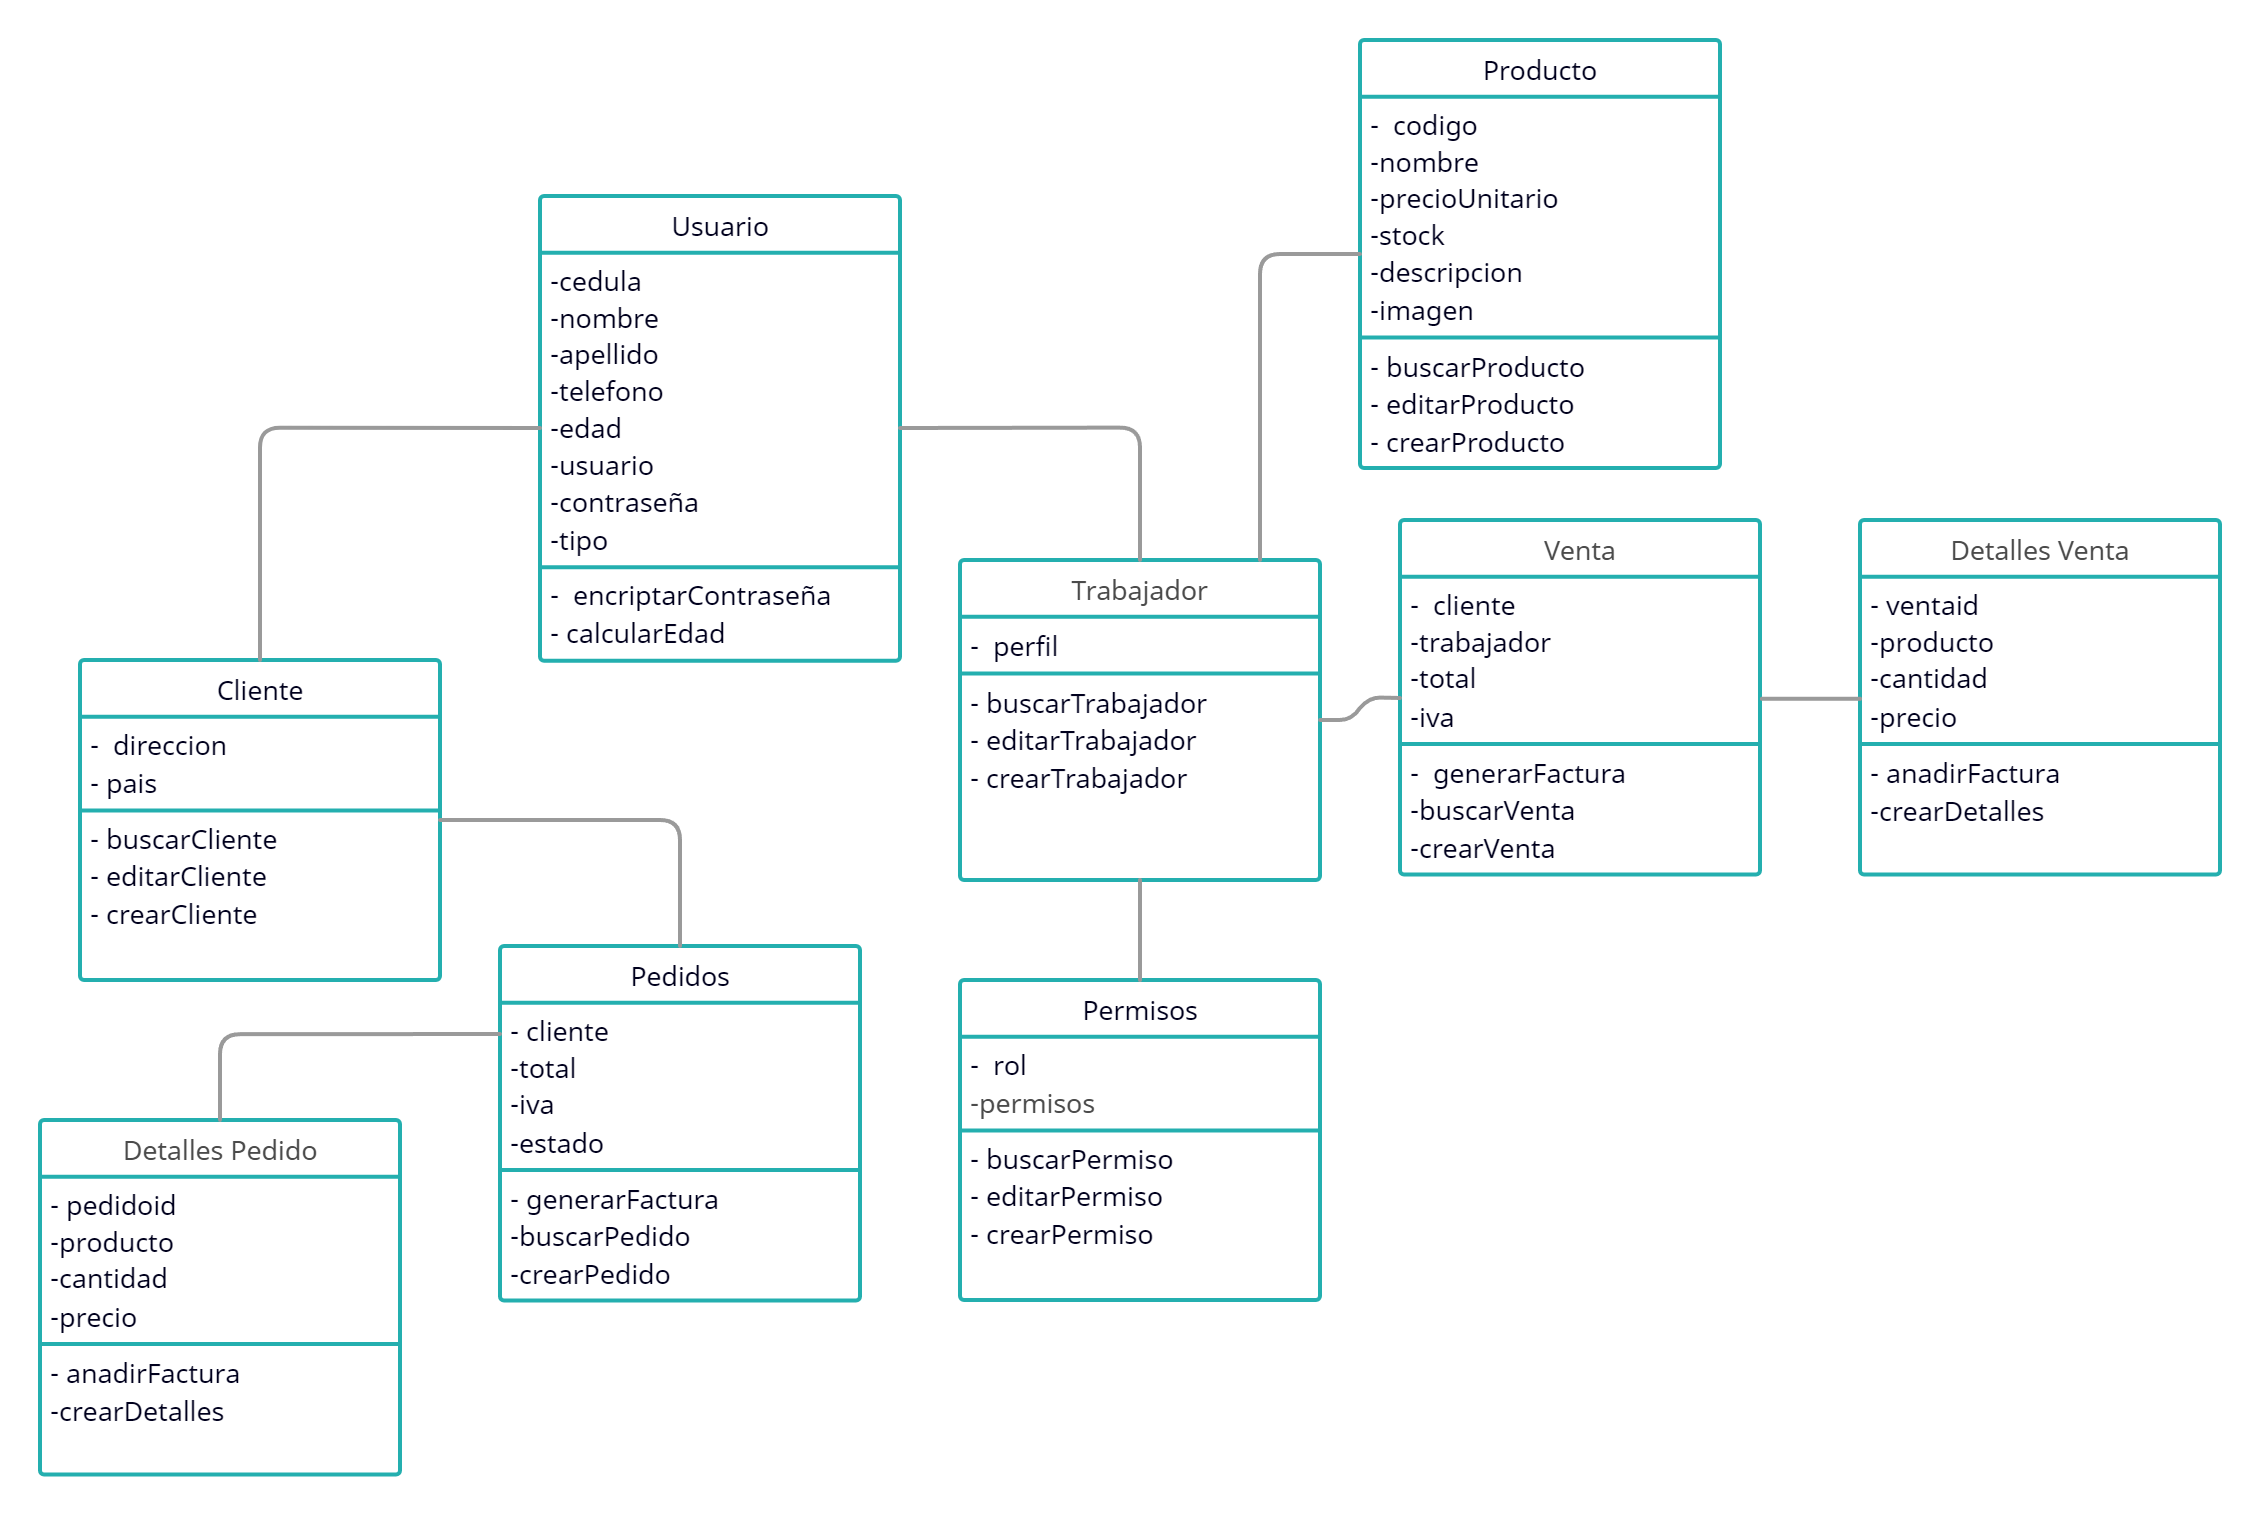 Producto
-  codigo
-nombre
-precioUnitario
-stock
-descripcion
-imagen
- buscarProducto
- editarProducto
- crearProducto
Usuario
-cedula
-nombre
-apellido
-telefono
-edad
-usuario
-contraseña
-tipo
-  encriptarContraseña
- calcularEdad
Trabajador
-  perfil
- buscarTrabajador
- editarTrabajador
- crearTrabajador
Venta
-  cliente
-trabajador
-total
-iva
-  generarFactura
-buscarVenta
-crearVenta
Detalles Venta
- ventaid
-producto
-cantidad
-precio
- anadirFactura
-crearDetalles
Cliente
-  direccion
- pais
- buscarCliente
- editarCliente
- crearCliente
Pedidos
- cliente
-total
-iva
-estado
- generarFactura
-buscarPedido
-crearPedido
Permisos
-  rol
-permisos
- buscarPermiso
- editarPermiso
- crearPermiso
Detalles Pedido
- pedidoid
-producto
-cantidad
-precio
- anadirFactura
-crearDetalles